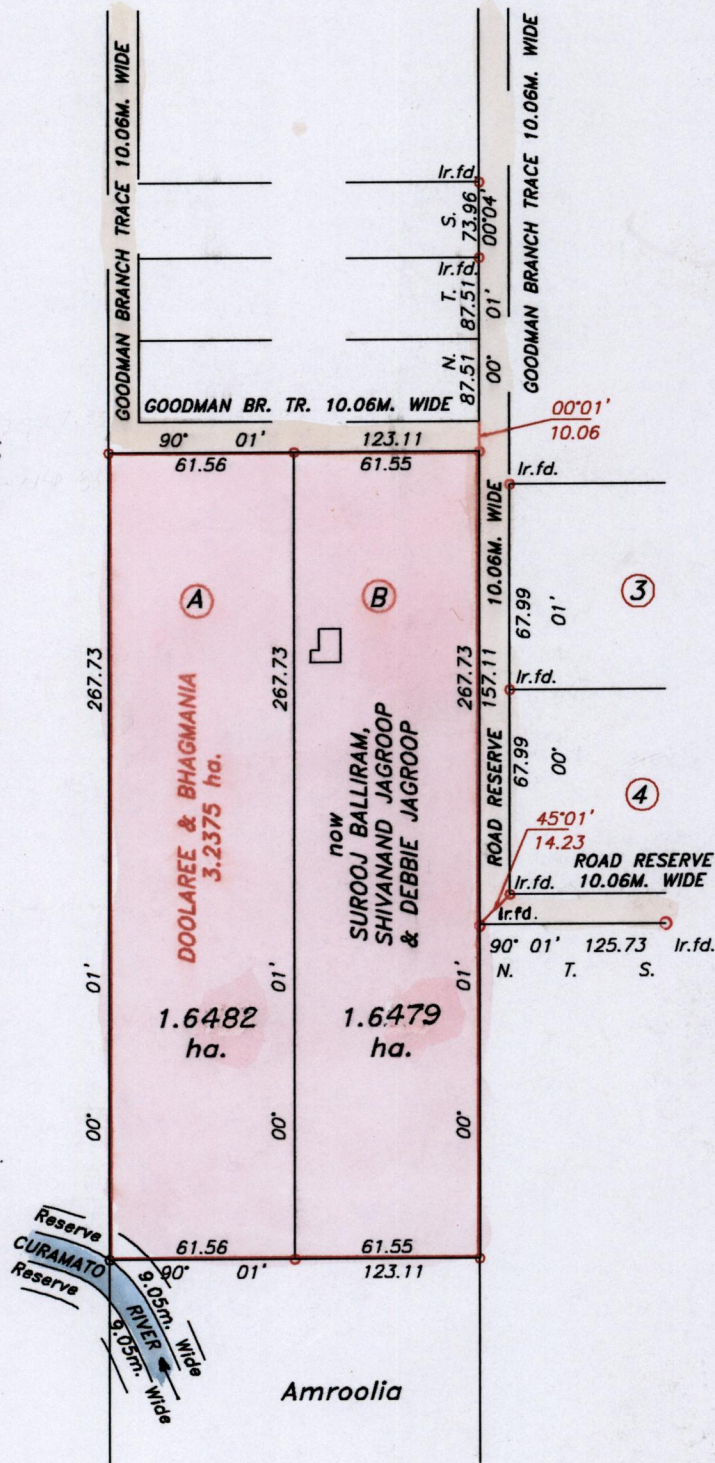 GOODMAN BRANCH TRACE 10.06M. WIDE
GOODMAN BRANCH TRACE 10.06M. WIDE
Ir.fd.
S.
73.96
00°04'
Ir.fd.
T.
87.51
01'
N.
87.51
00°
GOODMAN BR. TR. 10.06M. WIDE
00°01'
10.06
90° 01' 123.11
61.56
61.55
Ir.fd.
A
B
3
267.73
267.73
267.73
157.11
ROAD RESERVE 10.06M. WIDE
67.99
01'
Ir.fd.
67.99
00°
4
DOOLAREE & BHAGMANIA
3.2375 ha.
now
SUROOJ BALLIRAM,
SHIVANAND JAGROOP
& DEBBIE JAGROOP
45°01'
14.23
ROAD RESERVE
10.06M. WIDE
Ir.fd.
Ir.fd.
90° 01' 125.73 Ir.fd.
N. T. S.
01'
01'
01'
1.6482
ha.
1.6479
ha.
00°
00°
00°
61.56
61.55
90° 01' 123.11
Reserve
CURAMATO
RIVER
Reserve
9.05m. Wide
9.05m. Wide
Amroolia